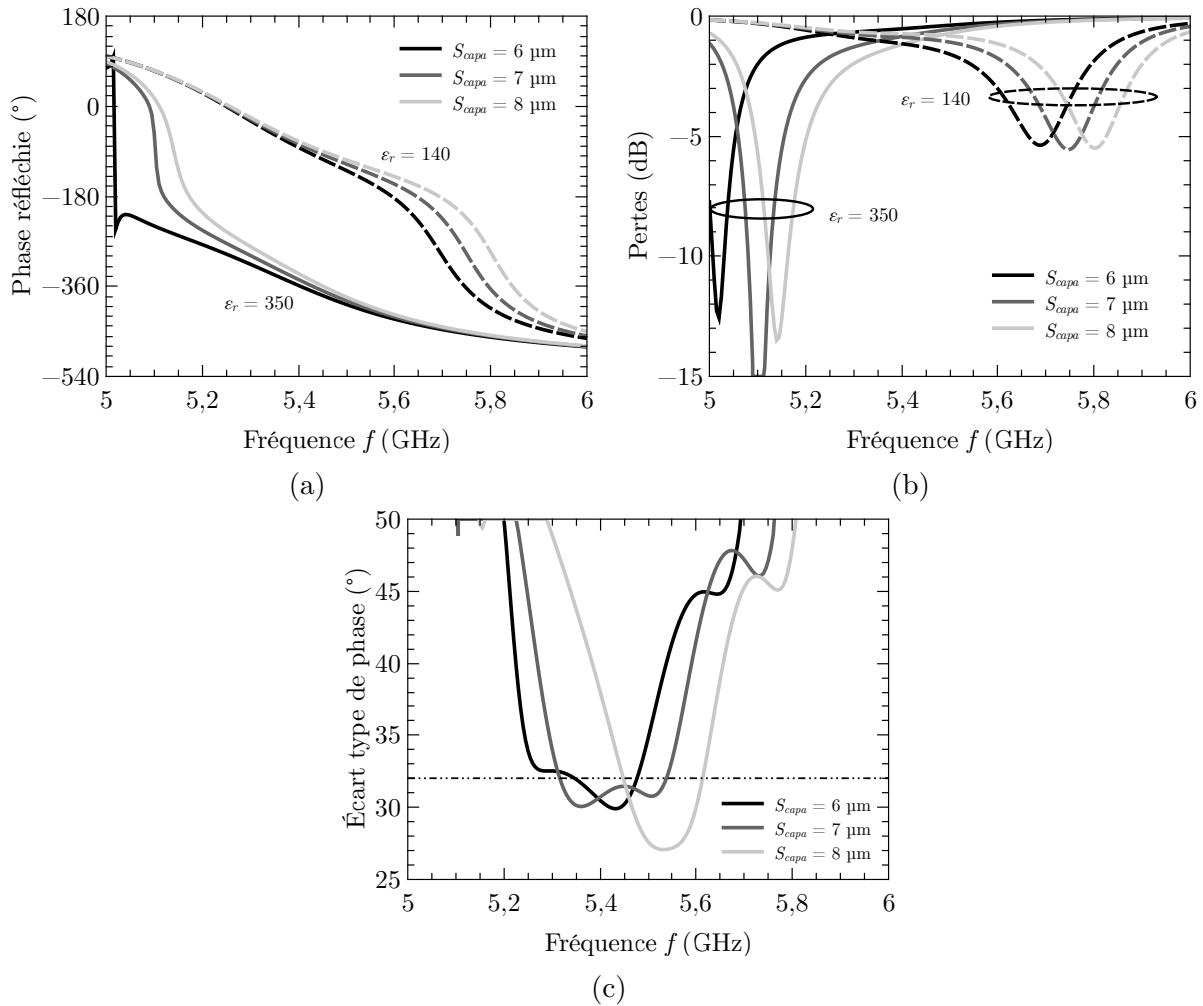 180
0
−180
−360
−540
Phase réfléchie (°)
S_capa = 6 µm
S_capa = 7 µm
S_capa = 8 µm
ε_r = 140
ε_r = 350
5 5,2 5,4 5,6 5,8 6
Fréquence f (GHz)
(a)
0
−5
−10
−15
Pertes (dB)
ε_r = 140
ε_r = 350
S_capa = 6 µm
S_capa = 7 µm
S_capa = 8 µm
5 5,2 5,4 5,6 5,8 6
Fréquence f (GHz)
(b)
50
45
40
35
30
25
Écart type de phase (°)
S_capa = 6 µm
S_capa = 7 µm
S_capa = 8 µm
5 5,2 5,4 5,6 5,8 6
Fréquence f (GHz)
(c)